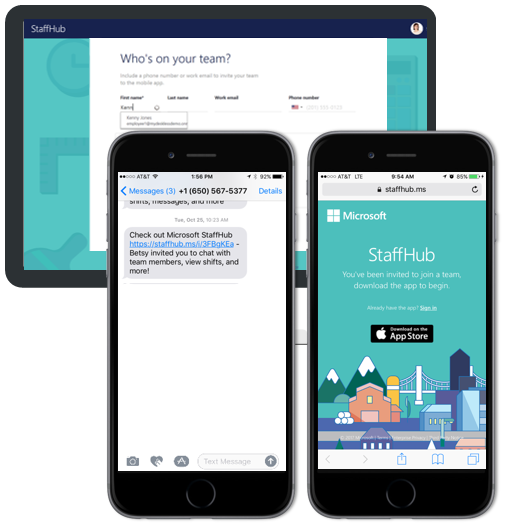 StaffHub
Who's on your team?
Include a phone number or work email to invite your team
to the mobile app.
First name* Last name Work email Phone number
Kenn
Kenny Jones
AT&T 1:56 PM 92%
Messages (3) +1 (650) 567-5377 Details
shifts, messages, and more
Tue, Oct 25, 10:23 AM
Check out Microsoft StaffHub
https://staffhub.ms/i/3FBgKEa -
Betsy invited you to chat with
team members, view shifts, and
more!
Text Message
AT&T LTE 9:54 AM 85%
staffhub.ms
Microsoft
StaffHub
You've been invited to join a team,
download the app to begin.
Already have the app? Sign in
Download on the
App Store